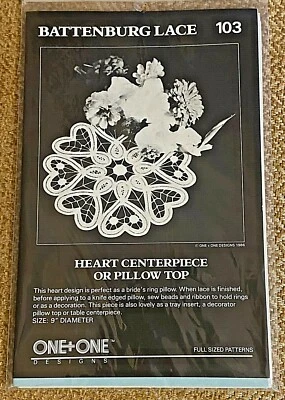 BATTENBURG LACE 103
© ONE + ONE DESIGNS 1986
HEART CENTERPIECE
OR PILLOW TOP
This heart design is perfect as a bride's ring pillow. When lace is finished,
before applying to a knife edged pillow, sew beads and ribbon to hold rings
or as a decoration. This piece is also lovely as a tray insert, a decorator
pillow top or table centerpiece.
SIZE: 9" DIAMETER
ONE+ONE™ FULL SIZED PATTERNS
DESIGNS